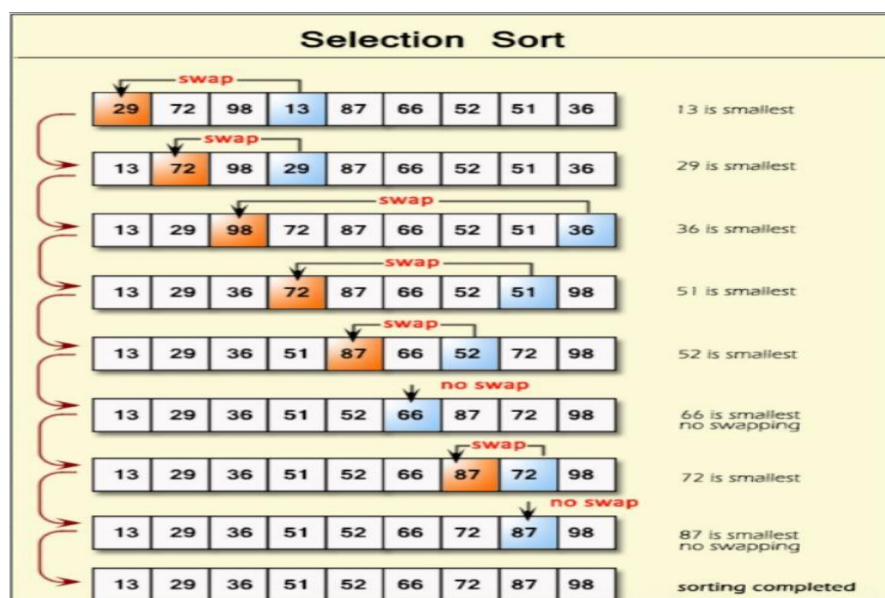 Selection Sort
swap
29 72 98 13 87 66 52 51 36 13 is smallest
swap
13 72 98 29 87 66 52 51 36 29 is smallest
swap
13 29 98 72 87 66 52 51 36 36 is smallest
swap
13 29 36 72 87 66 52 51 98 51 is smallest
swap
13 29 36 51 87 66 52 72 98 52 is smallest
no swap
13 29 36 51 52 66 87 72 98 66 is smallest
no swapping
swap
13 29 36 51 52 66 87 72 98 72 is smallest
no swap
13 29 36 51 52 66 72 87 98 87 is smallest
no swapping
13 29 36 51 52 66 72 87 98 sorting completed